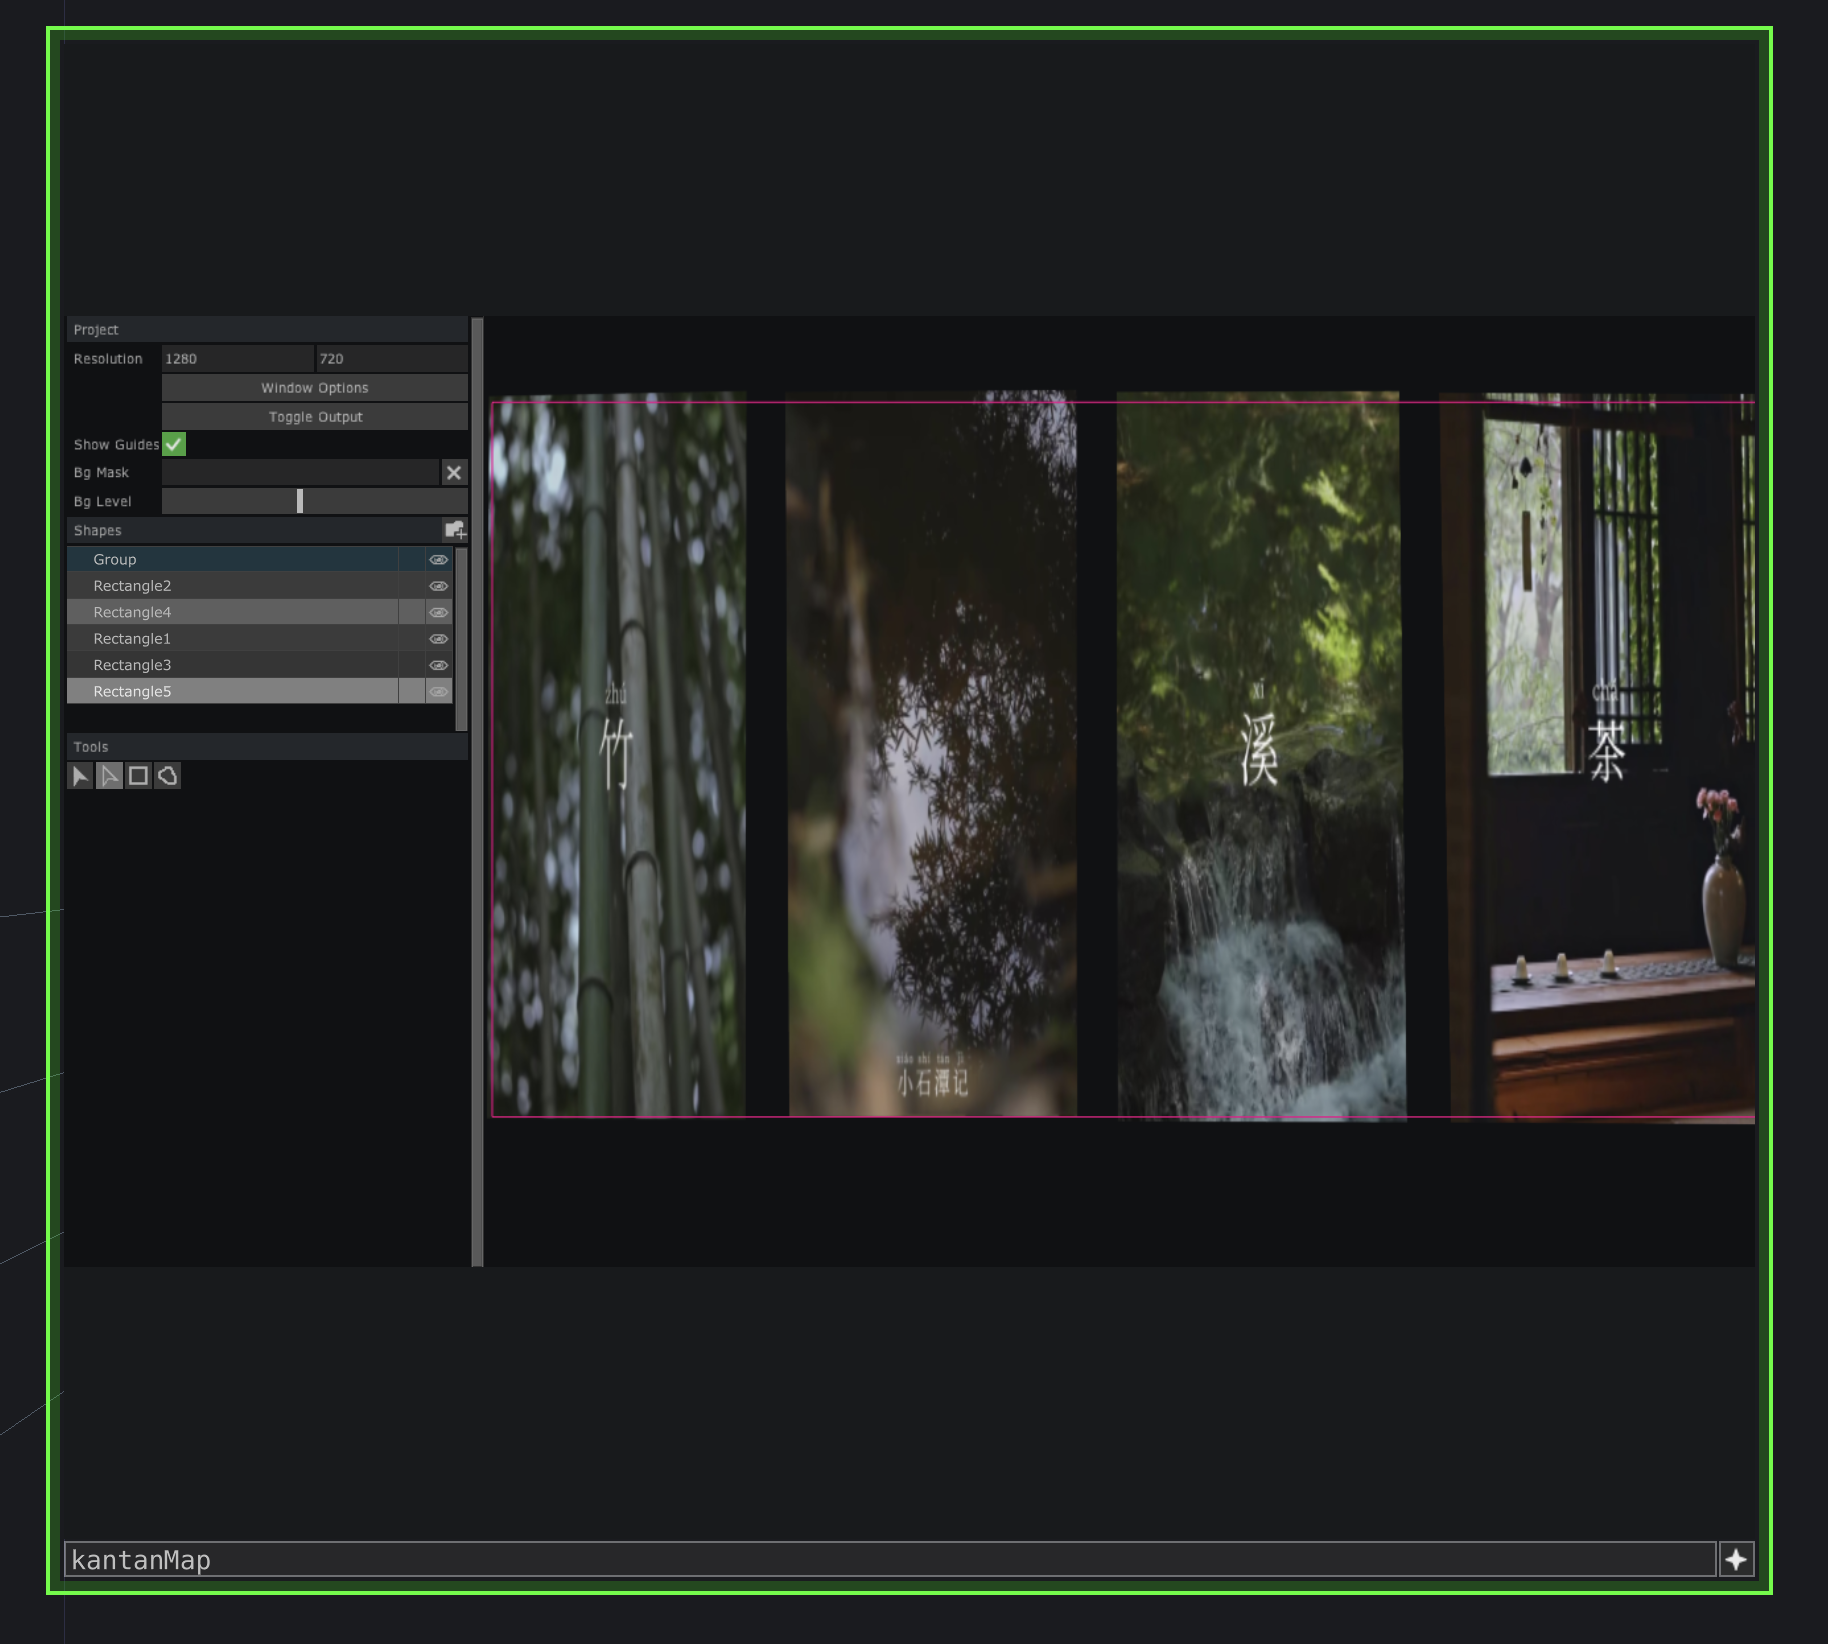 Project
Resolution 1280 720
Window Options
Toggle Output
Show Guides
Bg Mask
Bg Level
Shapes
Group
Rectangle2
Rectangle4
Rectangle1
Rectangle3
Rectangle5
Tools
zhú
竹
xiǎo shí tán jì
小石潭记
xī
溪
chá
茶
kantanMap